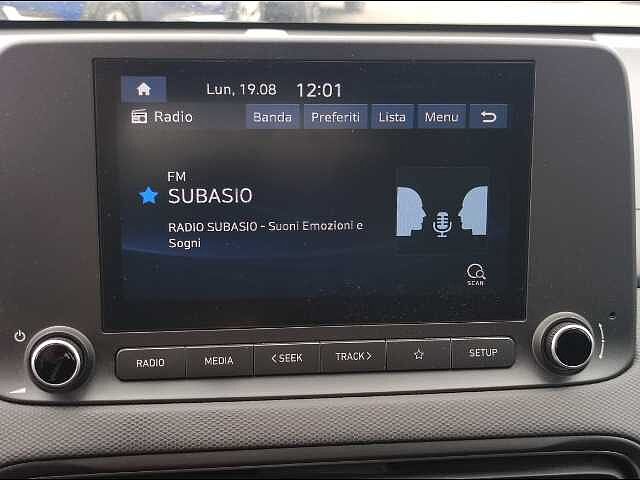 Lun, 19.08 12:01
Radio Banda Preferiti Lista Menu
FM
SUBASIO
RADIO SUBASIO - Suoni Emozioni e
Sogni
SCAN
RADIO MEDIA <SEEK TRACK> SETUP